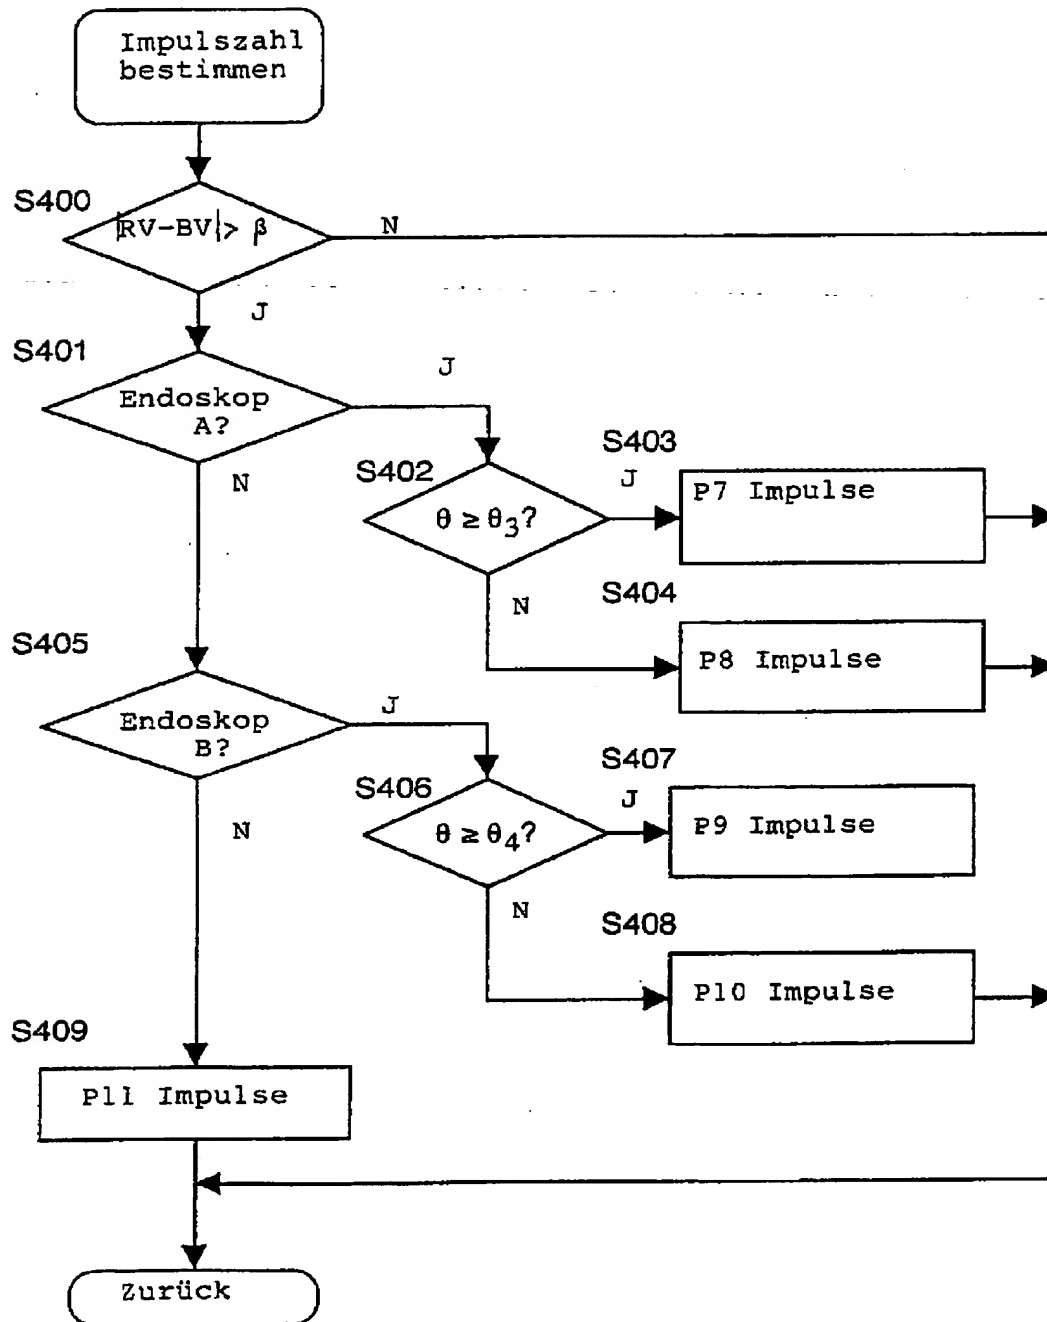 Impulszahl
bestimmen
S400
|RV-BV|> β
N
J
S401
Endoskop
A?
J
N
S402
θ ≥ θ3?
S403
J
P7 Impulse
N
S404
P8 Impulse
S405
Endoskop
B?
J
N
S406
θ ≥ θ4?
S407
J
P9 Impulse
N
S408
P10 Impulse
S409
P11 Impulse
Zurück